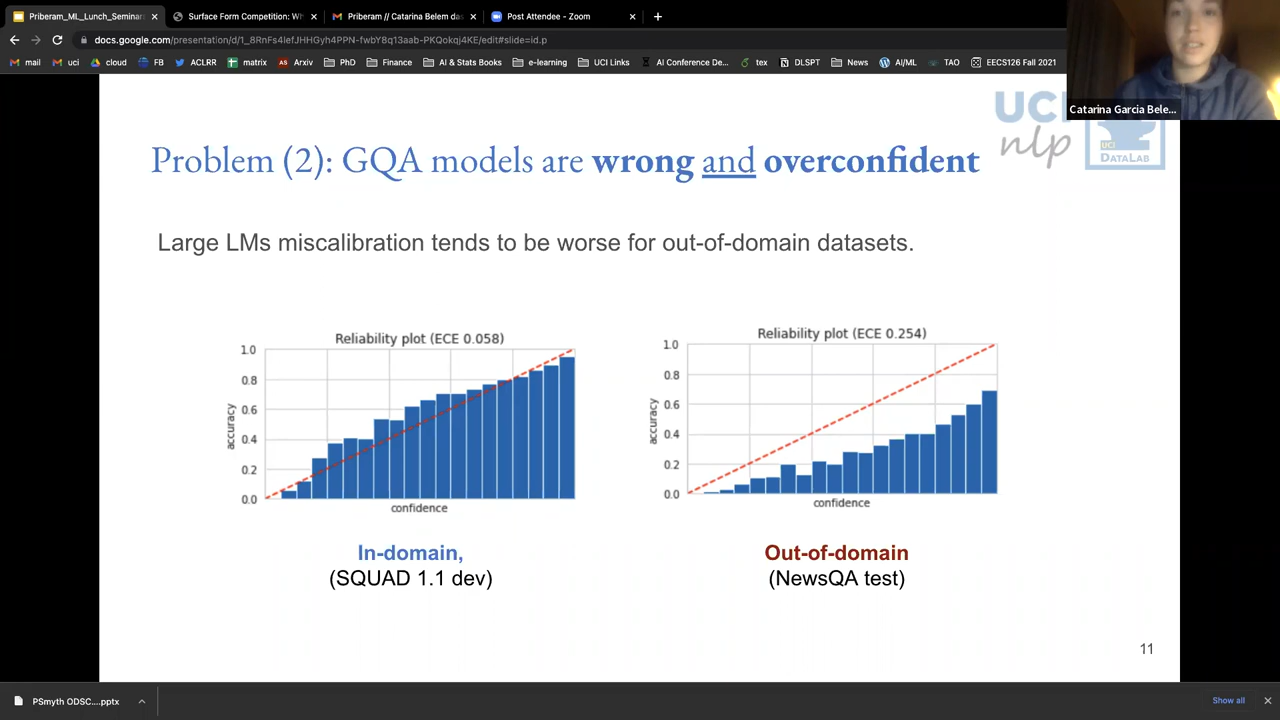 Priberam_ML_Lunch_Seminar
Surface Form Competition: Wh
Priberam // Catarina Belem das
Post Attendee - Zoom
docs.google.com/presentation/d/1_8RnFs4lefJHHGyh4PPN-fwbY8q13aab-PKQokqj4KE/edit#slide=id.p
mail uci cloud FB ACLRR matrix Arxiv PhD Finance AI & Stats Books e-learning UCI Links AI Conference De... tex DLSPT News AI/ML TAO EECS126 Fall 2021
Catarina Garcia Bele...
UCI
nlp
UCI
DATALAB
Problem (2): GQA models are wrong and overconfident
Large LMs miscalibration tends to be worse for out-of-domain datasets.
Reliability plot (ECE 0.058)
1.0
0.8
0.6
0.4
0.2
0.0
accuracy
confidence
In-domain,
(SQUAD 1.1 dev)
Reliability plot (ECE 0.254)
1.0
0.8
0.6
0.4
0.2
0.0
accuracy
confidence
Out-of-domain
(NewsQA test)
11
PSmyth ODSC....pptx
Show all